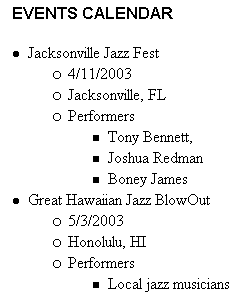 EVENTS CALENDAR
Jacksonville Jazz Fest
4/11/2003
Jacksonville, FL
Performers
Tony Bennett,
Joshua Redman
Boney James
Great Hawaiian Jazz BlowOut
5/3/2003
Honolulu, HI
Performers
Local jazz musicians